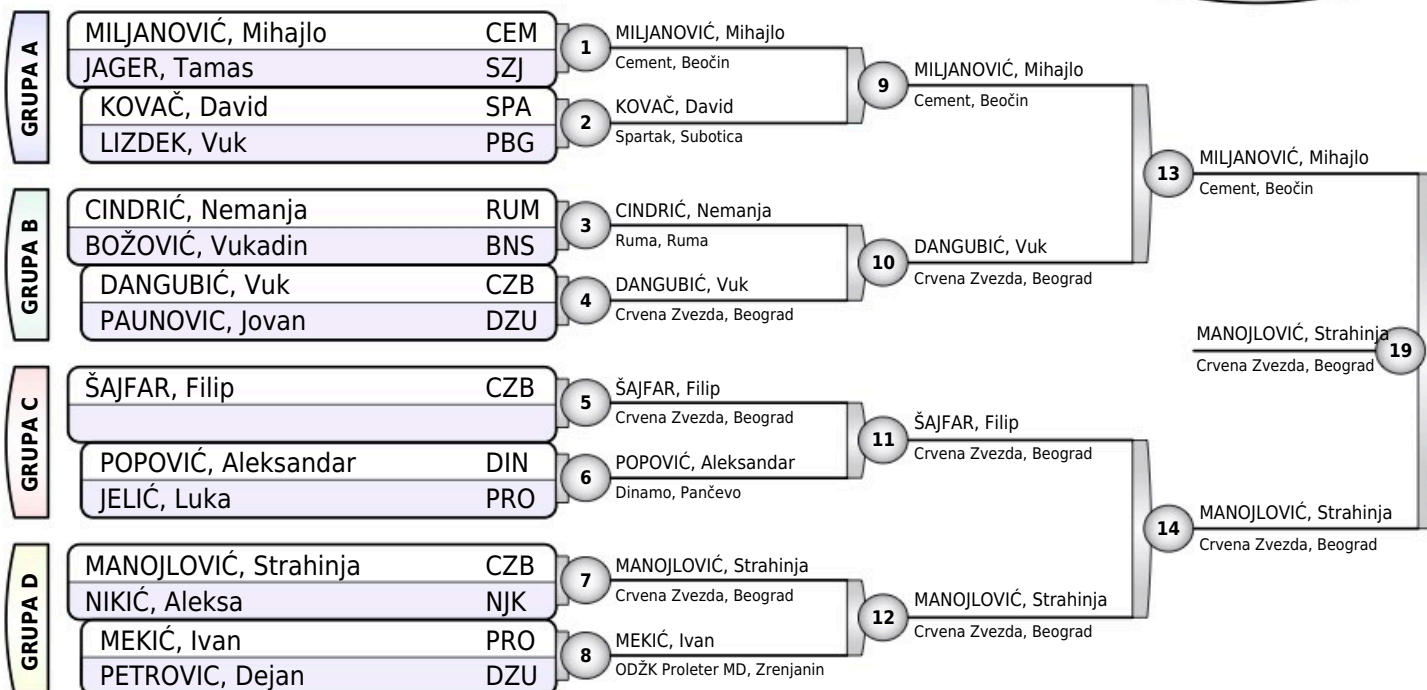 GRUPA A
MILJANOVIĆ, Mihajlo CEM
JAGER, Tamas SZJ
KOVAČ, David SPA
LIZDEK, Vuk PBG
GRUPA B
CINDRIĆ, Nemanja RUM
BOŽOVIĆ, Vukadin BNS
DANGUBIĆ, Vuk CZB
PAUNOVIC, Jovan DZU
GRUPA C
ŠAJFAR, Filip CZB
POPOVIĆ, Aleksandar DIN
JELIĆ, Luka PRO
GRUPA D
MANOJLOVIĆ, Strahinja CZB
NIKIĆ, Aleksa NJK
MEKIĆ, Ivan PRO
PETROVIC, Dejan DZU
1
MILJANOVIĆ, Mihajlo
Cement, Beočin
2
KOVAČ, David
Spartak, Subotica
3
CINDRIĆ, Nemanja
Ruma, Ruma
4
DANGUBIĆ, Vuk
Crvena Zvezda, Beograd
5
ŠAJFAR, Filip
Crvena Zvezda, Beograd
6
POPOVIĆ, Aleksandar
Dinamo, Pančevo
7
MANOJLOVIĆ, Strahinja
Crvena Zvezda, Beograd
8
MEKIĆ, Ivan
ODŽK Proleter MD, Zrenjanin
9
MILJANOVIĆ, Mihajlo
Cement, Beočin
10
DANGUBIĆ, Vuk
Crvena Zvezda, Beograd
11
ŠAJFAR, Filip
Crvena Zvezda, Beograd
12
MANOJLOVIĆ, Strahinja
Crvena Zvezda, Beograd
13
MILJANOVIĆ, Mihajlo
Cement, Beočin
14
MANOJLOVIĆ, Strahinja
Crvena Zvezda, Beograd
MANOJLOVIĆ, Strahinja
Crvena Zvezda, Beograd
19